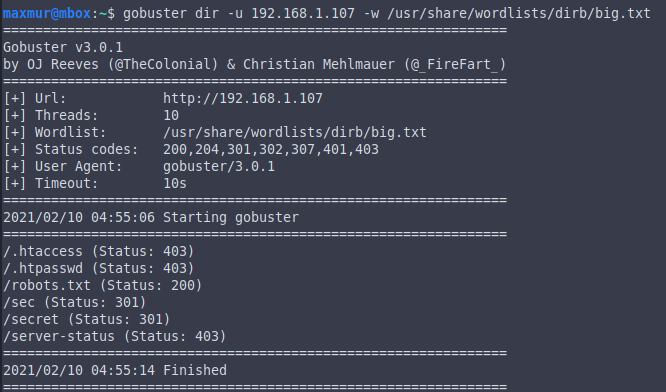 maxmur@mbox:~$ gobuster dir -u 192.168.1.107 -w /usr/share/wordlists/dirb/big.txt
===============================================================
Gobuster v3.0.1
by OJ Reeves (@TheColonial) & Christian Mehlmauer (@_FireFart_)
===============================================================
[+] Url:            http://192.168.1.107
[+] Threads:        10
[+] Wordlist:       /usr/share/wordlists/dirb/big.txt
[+] Status codes:   200,204,301,302,307,401,403
[+] User Agent:     gobuster/3.0.1
[+] Timeout:        10s
===============================================================
2021/02/10 04:55:06 Starting gobuster
===============================================================
/.htaccess (Status: 403)
/.htpasswd (Status: 403)
/robots.txt (Status: 200)
/sec (Status: 301)
/secret (Status: 301)
/server-status (Status: 403)
===============================================================
2021/02/10 04:55:14 Finished
===============================================================